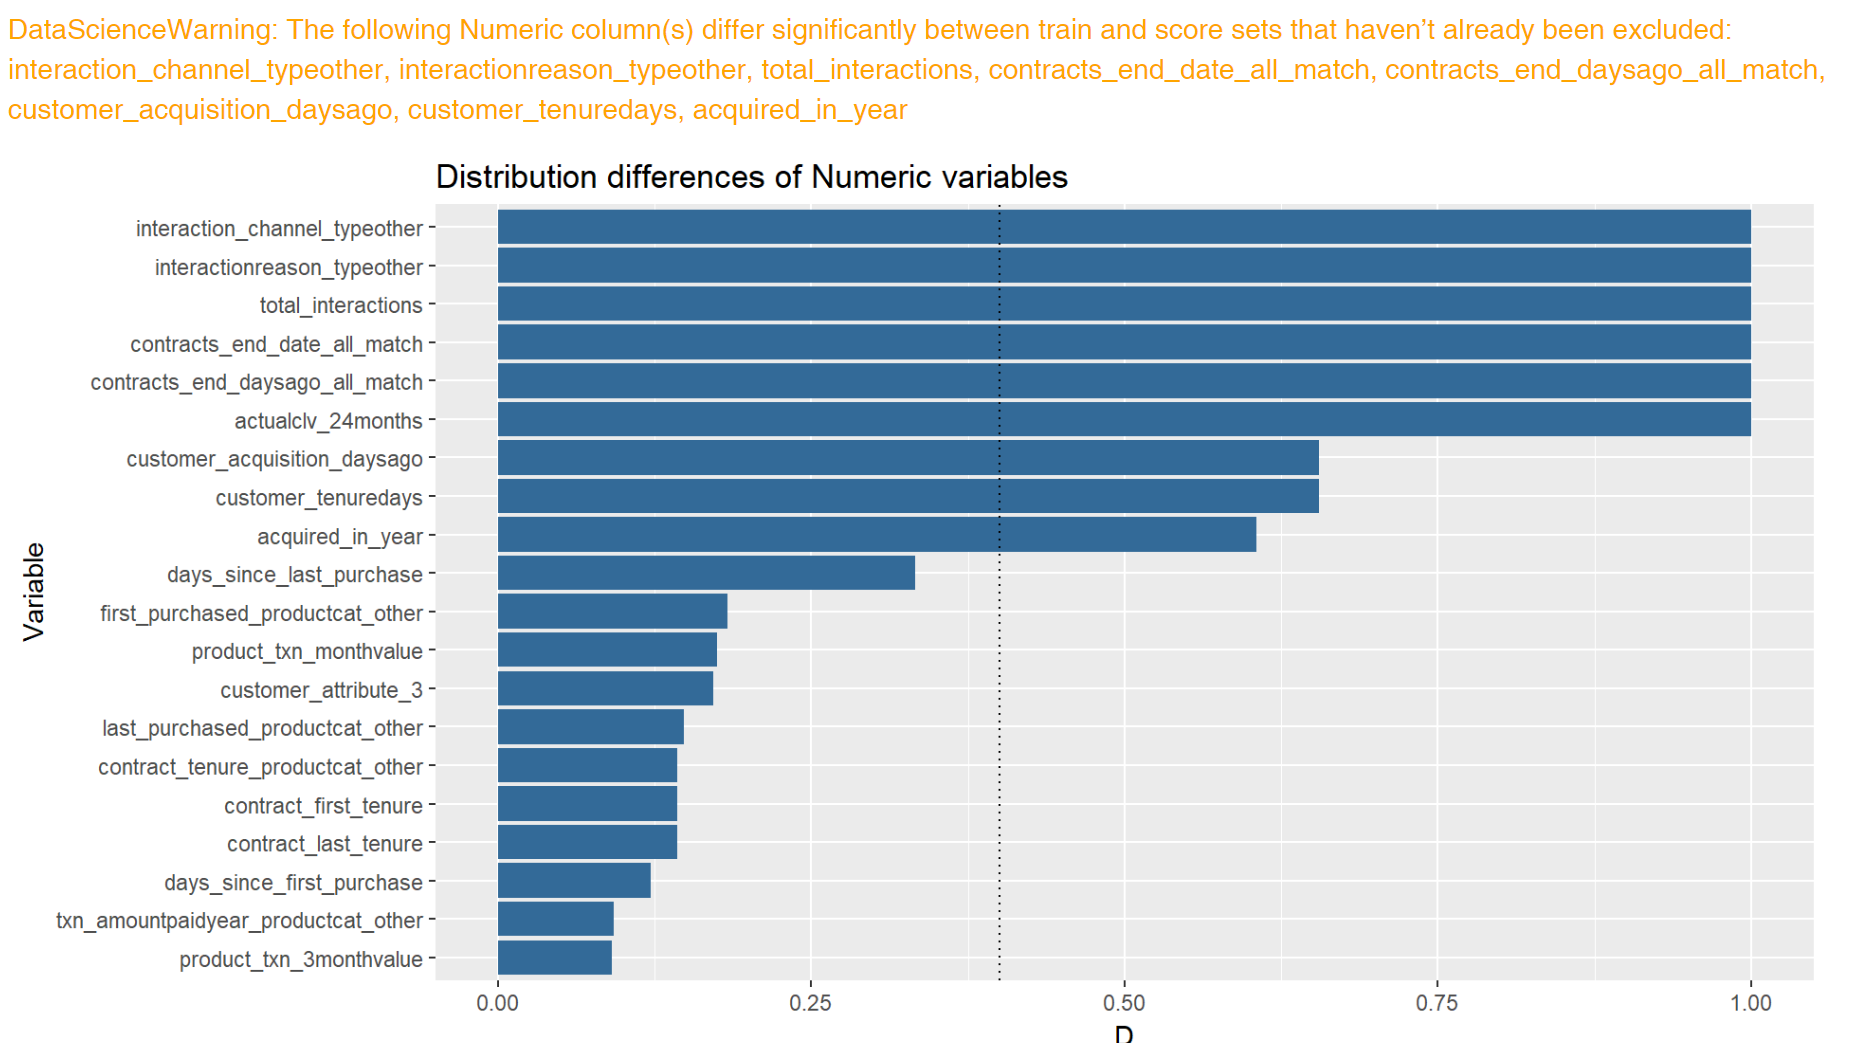 DataScienceWarning: The following Numeric column(s) differ significantly between train and score sets that haven’t already been excluded:
interaction_channel_typeother, interactionreason_typeother, total_interactions, contracts_end_date_all_match, contracts_end_daysago_all_match,
customer_acquisition_daysago, customer_tenuredays, acquired_in_year
Distribution differences of Numeric variables
Variable
interaction_channel_typeother
interactionreason_typeother
total_interactions
contracts_end_date_all_match
contracts_end_daysago_all_match
actualclv_24months
customer_acquisition_daysago
customer_tenuredays
acquired_in_year
days_since_last_purchase
first_purchased_productcat_other
product_txn_monthvalue
customer_attribute_3
last_purchased_productcat_other
contract_tenure_productcat_other
contract_first_tenure
contract_last_tenure
days_since_first_purchase
txn_amountpaidyear_productcat_other
product_txn_3monthvalue
0.00 0.25 0.50 0.75 1.00
D